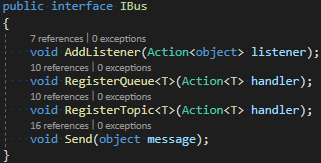 public interface IBus
{
7 references | 0 exceptions
void AddListener(Action<object> listener);
10 references | 0 exceptions
void RegisterQueue<T>(Action<T> handler);
10 references | 0 exceptions
void RegisterTopic<T>(Action<T> handler);
16 references | 0 exceptions
void Send(object message);
}